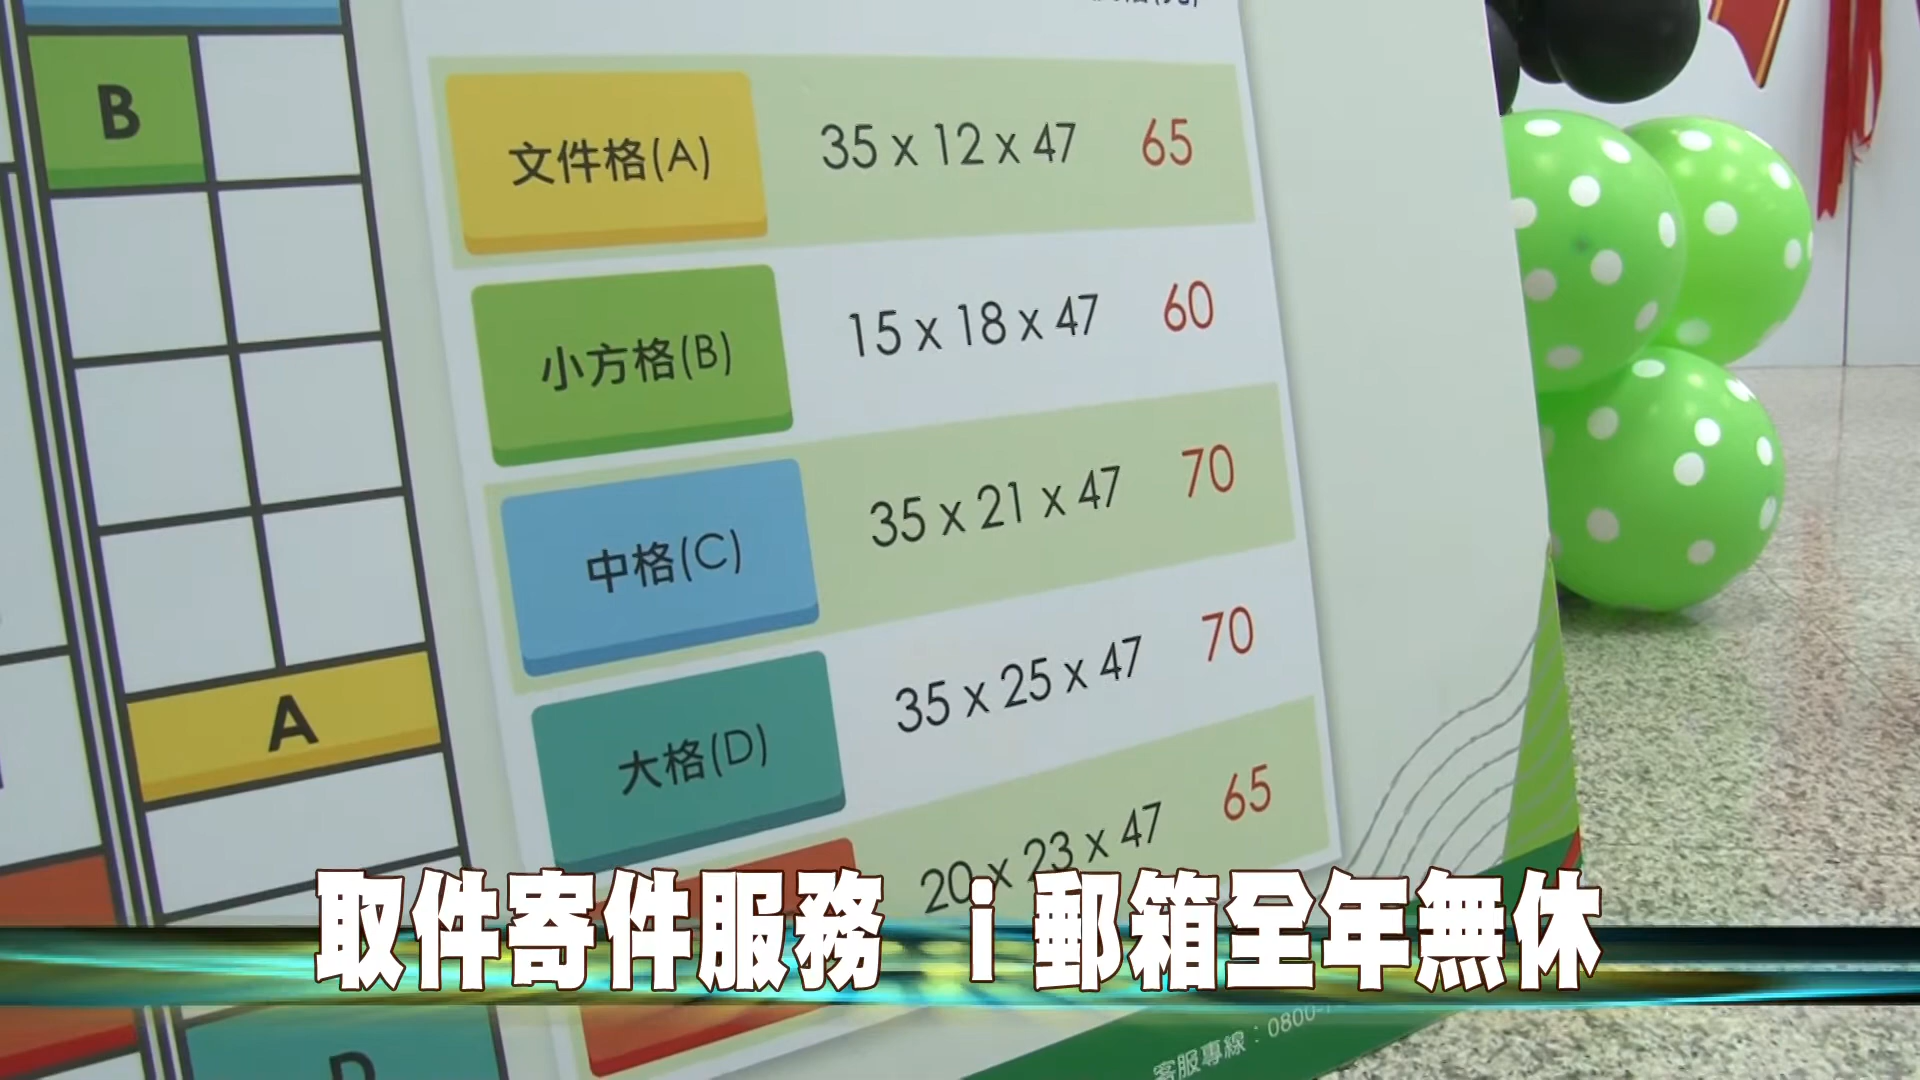 B
文件格(A) 35 x 12 x 47 65
小方格(B) 15 x 18 x 47 60
中格(C) 35 x 21 x 47 70
大格(D) 35 x 25 x 47 70
20 x 23 x 47 65
A
D
取件寄件服務 i 郵箱全年無休
客服專線：0800-